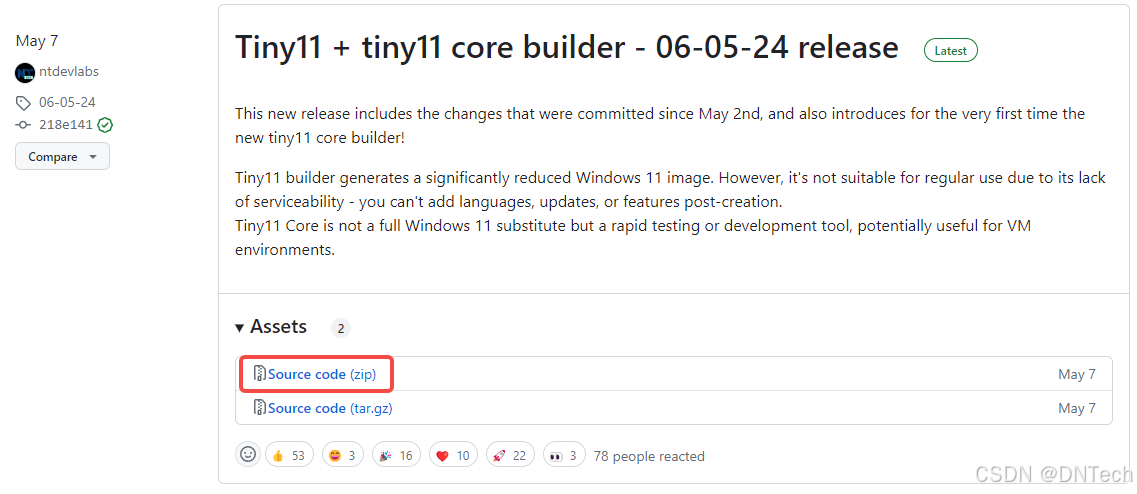 May 7
ntdevlabs
06-05-24
218e141
Compare
Tiny11 + tiny11 core builder - 06-05-24 release
Latest
This new release includes the changes that were committed since May 2nd, and also introduces for the very first time the
new tiny11 core builder!
Tiny11 builder generates a significantly reduced Windows 11 image. However, it's not suitable for regular use due to its lack
of serviceability - you can't add languages, updates, or features post-creation.
Tiny11 Core is not a full Windows 11 substitute but a rapid testing or development tool, potentially useful for VM
environments.
Assets 2
Source code (zip) May 7
Source code (tar.gz) May 7
53 3 16 10 22 3 78 people reacted
CSDN @DNTech